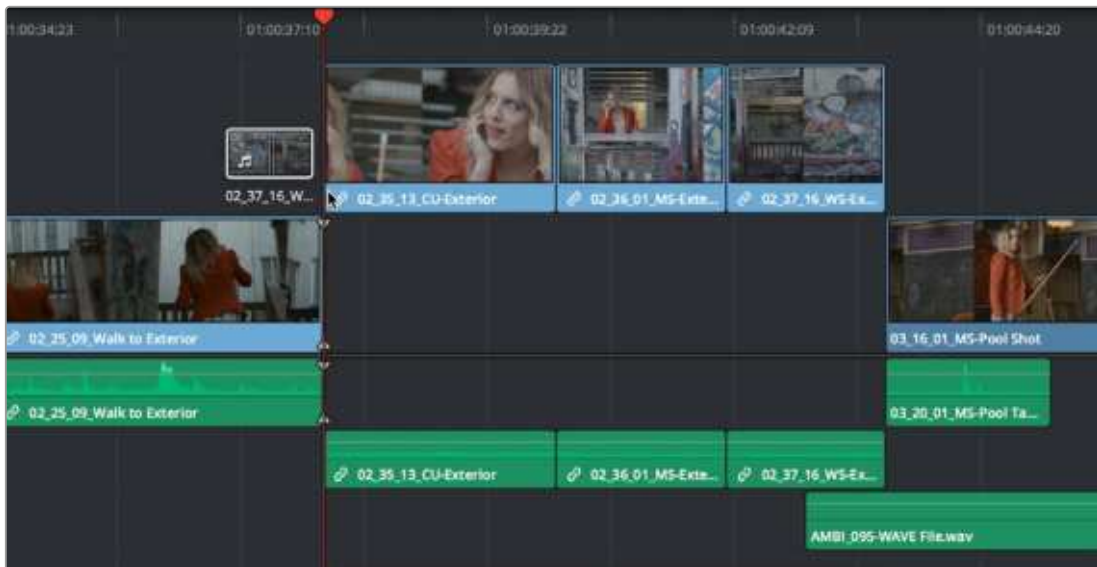 1:00:34:23 01:00:37:10 01:00:39:22 01:00:42:09 01:00:44:20
02_37_16_W...
02_35_13_CU-Exterior 02_36_01_MS-Exte... 02_37_16_WS-Ex...
02_25_09_Walk to Exterior 03_16_01_MS-Pool Shot
02_25_09_Walk to Exterior 03_20_01_MS-Pool Ta...
02_35_13_CU-Exterior 02_36_01_MS-Exte... 02_37_16_WS-Ex...
AMBI_095-WAVE File.wav